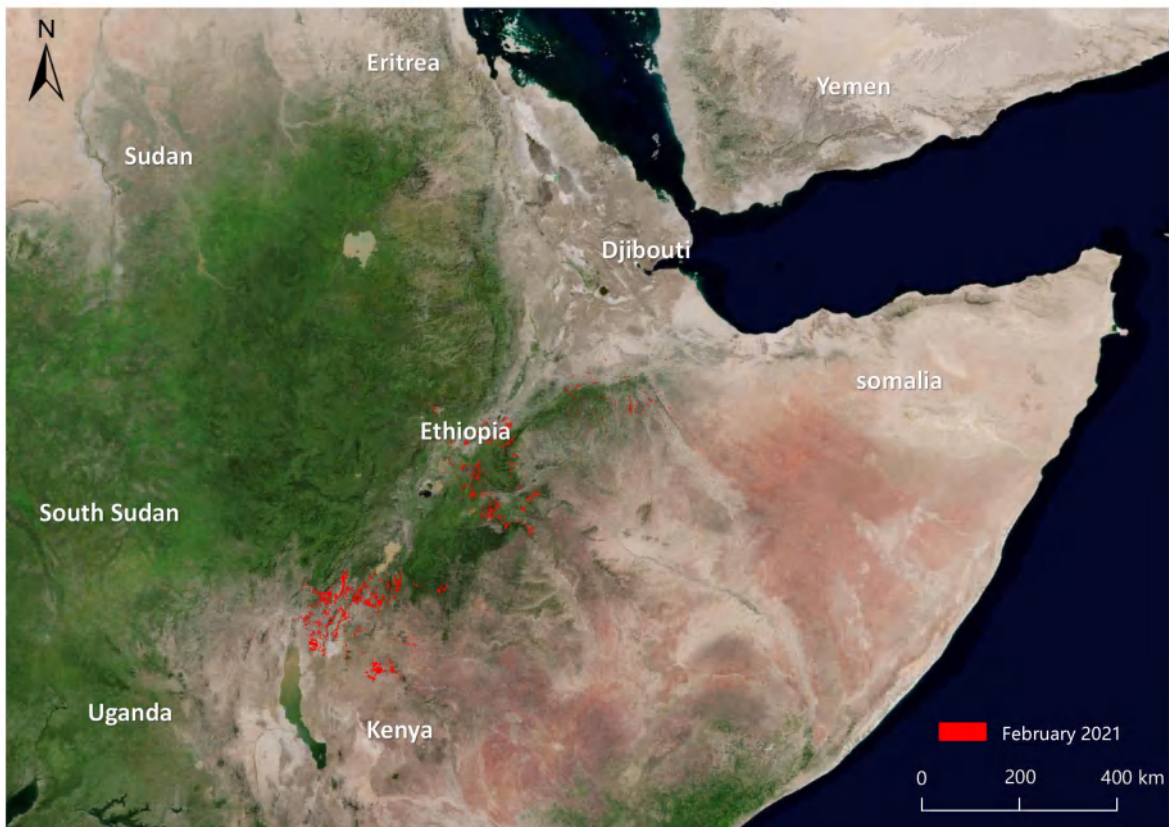 N
Eritrea
Yemen
Sudan
Djibouti
somalia
Ethiopia
South Sudan
Uganda
Kenya
February 2021
0 200 400 km